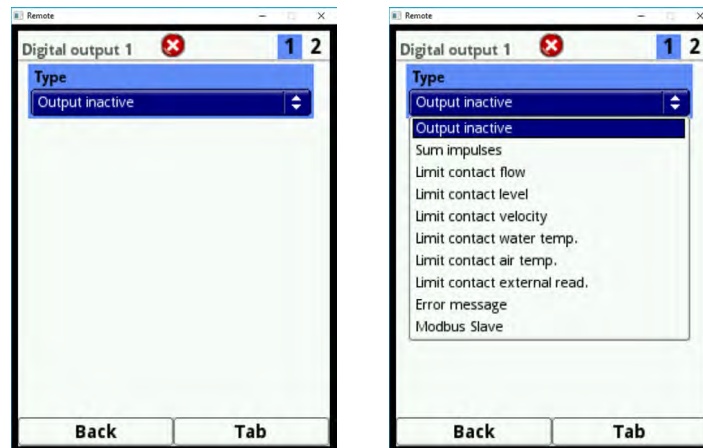 Remote
Digital output 1 1 2
Type
Output inactive
Back Tab
Remote
Digital output 1 1 2
Type
Output inactive
Output inactive
Sum impulses
Limit contact flow
Limit contact level
Limit contact velocity
Limit contact water temp.
Limit contact air temp.
Limit contact external read.
Error message
Modbus Slave
Back Tab